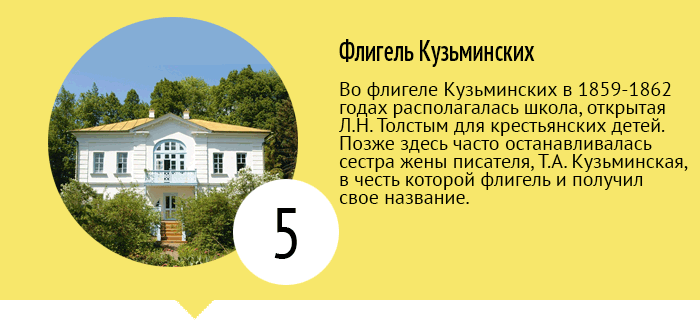 Флигель Кузьминских
Во флигеле Кузьминских в 1859-1862
годах располагалась школа, открытая
Л.Н. Толстым для крестьянских детей.
Позже здесь часто останавливалась
сестра жены писателя, Т.А. Кузьминская,
в честь которой флигель и получил
свое название.
5